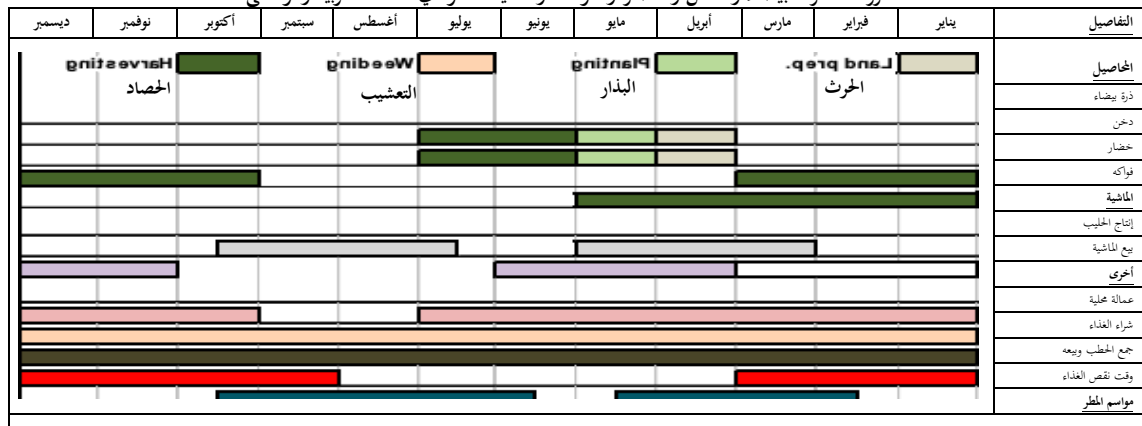 التفاصيل يناير فبراير مارس أبريل مايو يونيو يوليو أغسطس سبتمبر أكتوبر نوفمبر ديسمبر
المحاصيل
Land prep. Planting Weeding Harvesting
الحرث البذار التعشيب الحصاد
ذرة بيضاء
دخن
خضار
فواكه
الماشية
إنتاج الحليب
بيع الماشية
أخرى
عمالة محلية
شراء الغذاء
جمع الحطب وبيعه
وقت نقص الغذاء
مواسم المطر